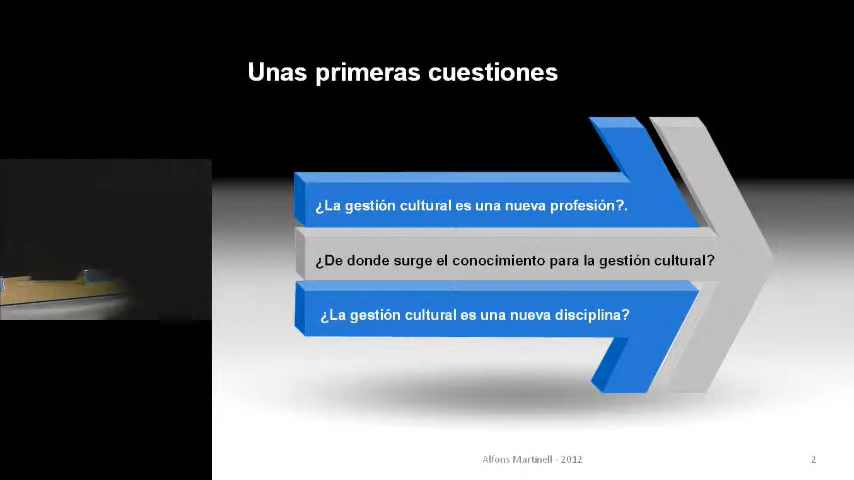 Unas primeras cuestiones
¿La gestión cultural es una nueva profesión?.
¿De donde surge el conocimiento para la gestión cultural?
¿La gestión cultural es una nueva disciplina?
Alfons Martinell - 2012
2